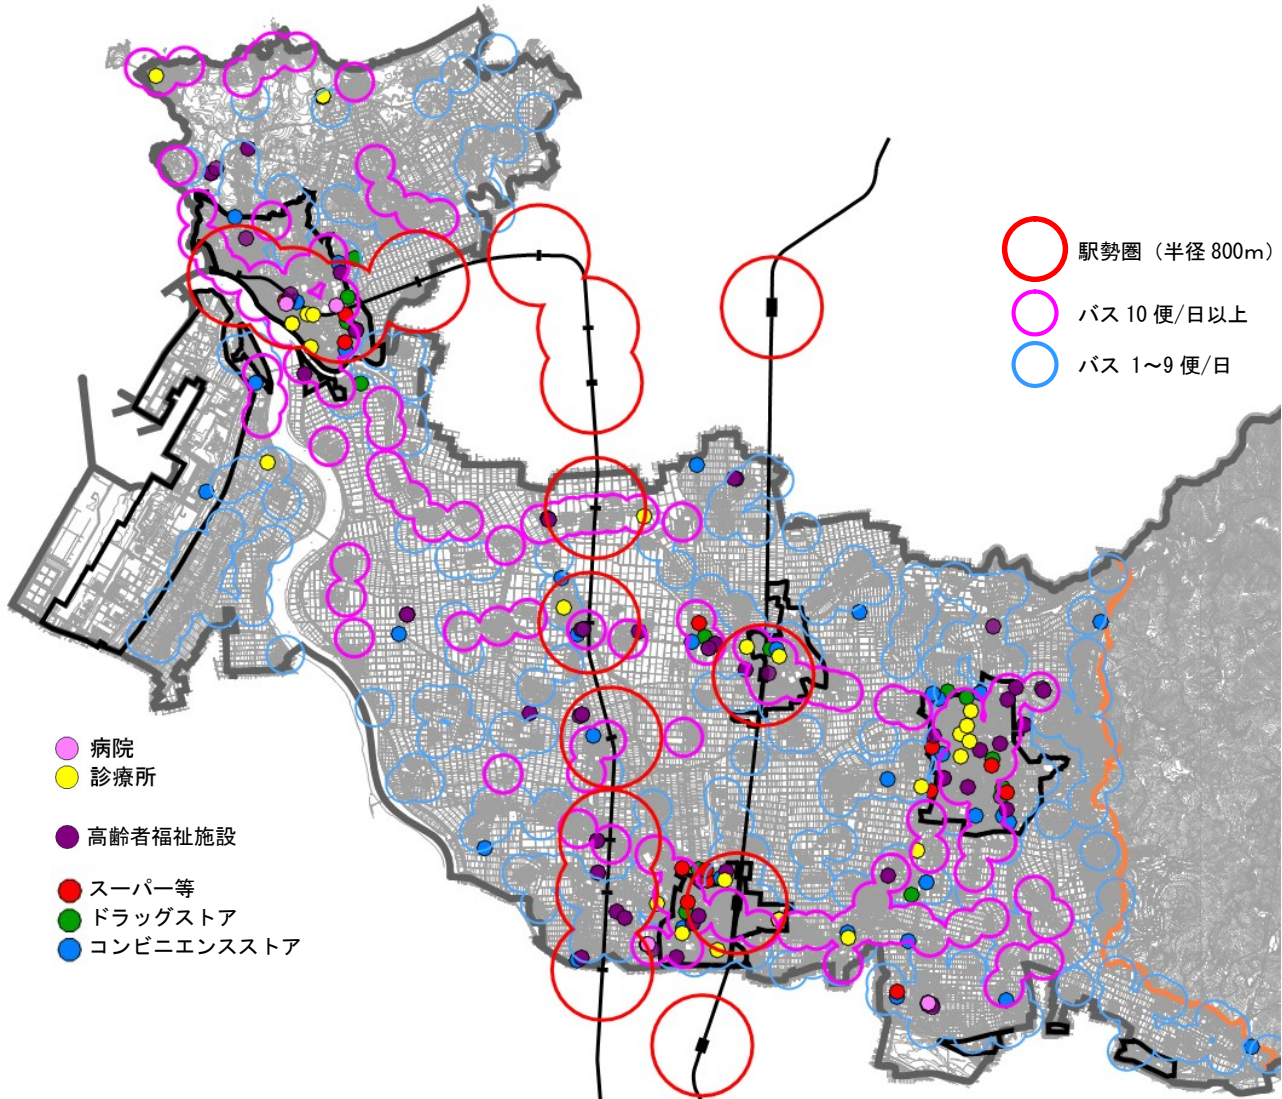 駅勢圏（半径 800m）
バス 10 便/日以上
バス 1～9 便/日
病院
診療所
高齢者福祉施設
スーパー等
ドラッグストア
コンビニエンスストア